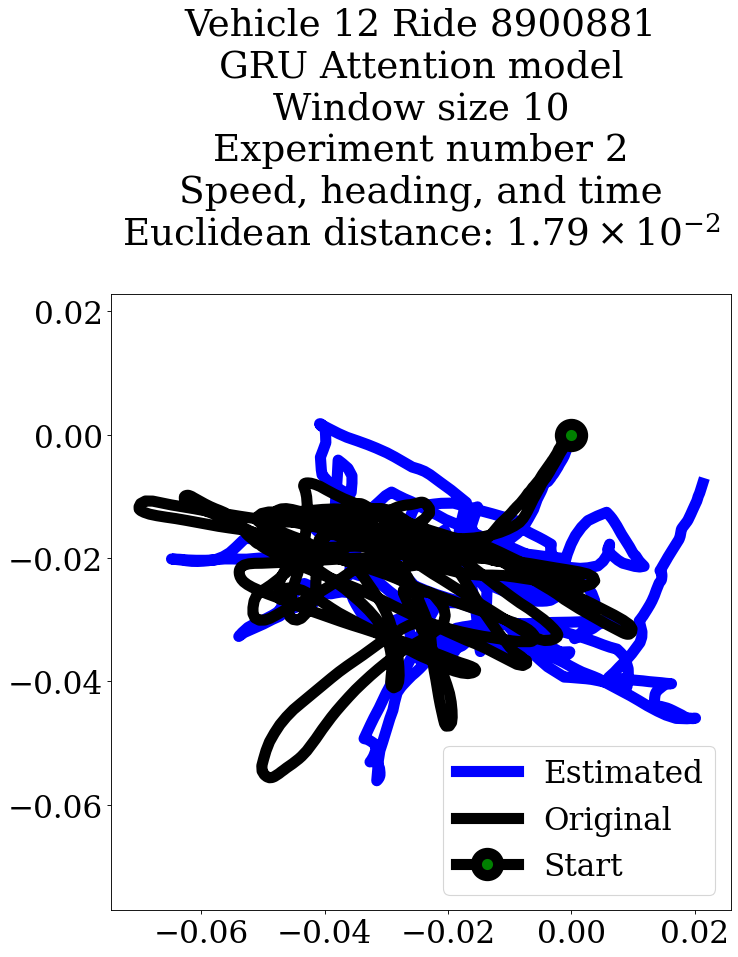 Vehicle 12 Ride 8900881
GRU Attention model
Window size 10
Experiment number 2
Speed, heading, and time
Euclidean distance: 1.79 × 10⁻²
0.02
0.00
−0.02
−0.04
−0.06
Estimated
Original
Start
−0.06 −0.04 −0.02 0.00 0.02